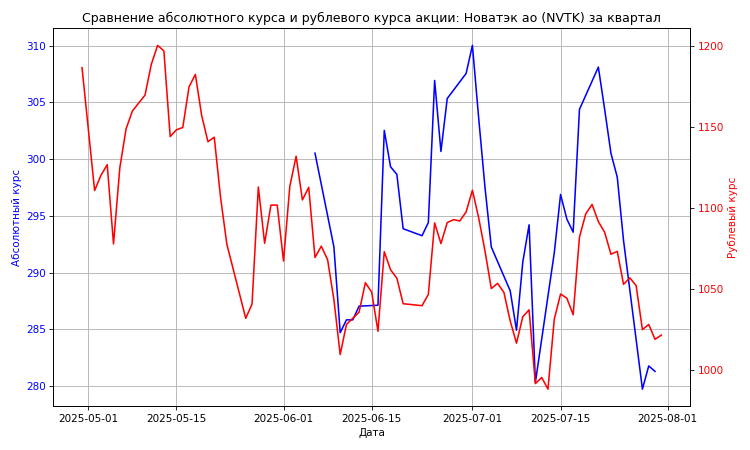 Сравнение абсолютного курса и рублевого курса акции: Новатэк ао (NVTK) за квартал
310
305
300
295
290
285
280
Абсолютный курс
1200
1150
1100
1050
1000
Рублевый курс
2025-05-01 2025-05-15 2025-06-01 2025-06-15 2025-07-01 2025-07-15 2025-08-01
Дата